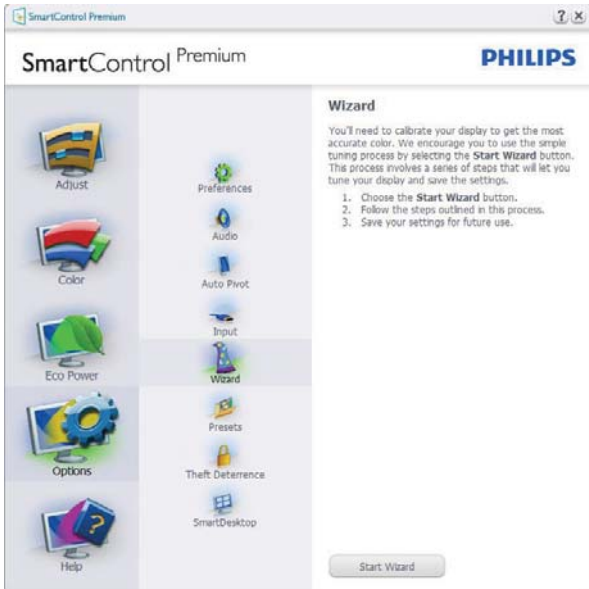 SmartControl Premium
? X
SmartControl Premium
PHILIPS
Adjust
Color
Eco Power
Options
Help
Preferences
Audio
Auto Pivot
Input
Wizard
Presets
Theft Deterrence
SmartDesktop
Wizard
You'll need to calibrate your display to get the most
accurate color. We encourage you to use the simple
tuning process by selecting the Start Wizard button.
This process involves a series of steps that will let you
tune your display and save the settings.
1. Choose the Start Wizard button.
2. Follow the steps outlined in this process.
3. Save your settings for future use.
Start Wizard